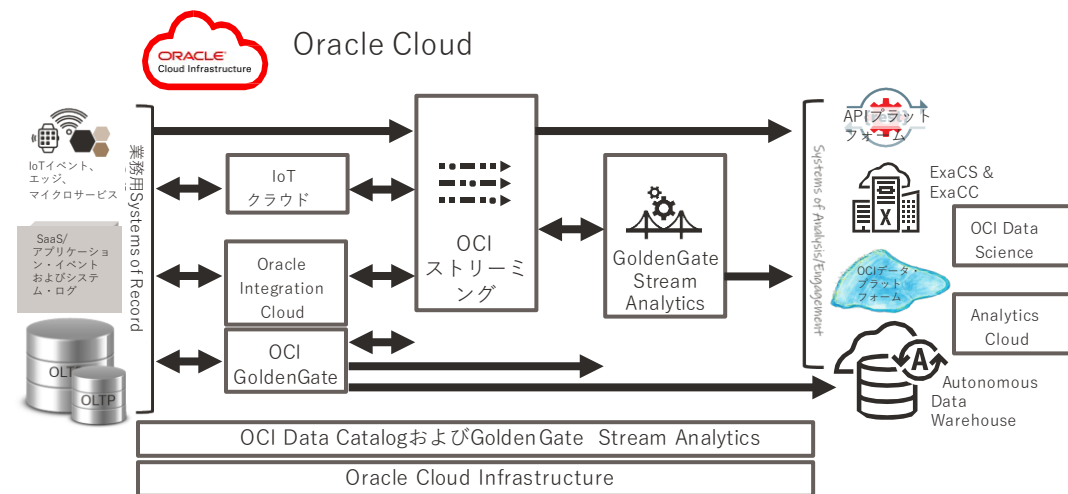 Oracle Cloud
ORACLE
Cloud Infrastructure
IoTイベント、
エッジ、
マイクロサービス
SaaS/
アプリケーショ
ン・イベント
およびシステ
ム・ログ
OLTP
OLTP
業務用Systems of Record
IoT
クラウド
Oracle
Integration
Cloud
OCI
GoldenGate
OCI
ストリーミ
ング
GoldenGate
Stream
Analytics
Systems of Analysis/Engagement
APIプラット
フォーム
ExaCS &
ExaCC
X
OCI Data
Science
OCIデータ・
プラット
フォーム
Analytics
Cloud
A
Autonomous
Data
Warehouse
OCI Data CatalogおよびGoldenGate Stream Analytics
Oracle Cloud Infrastructure